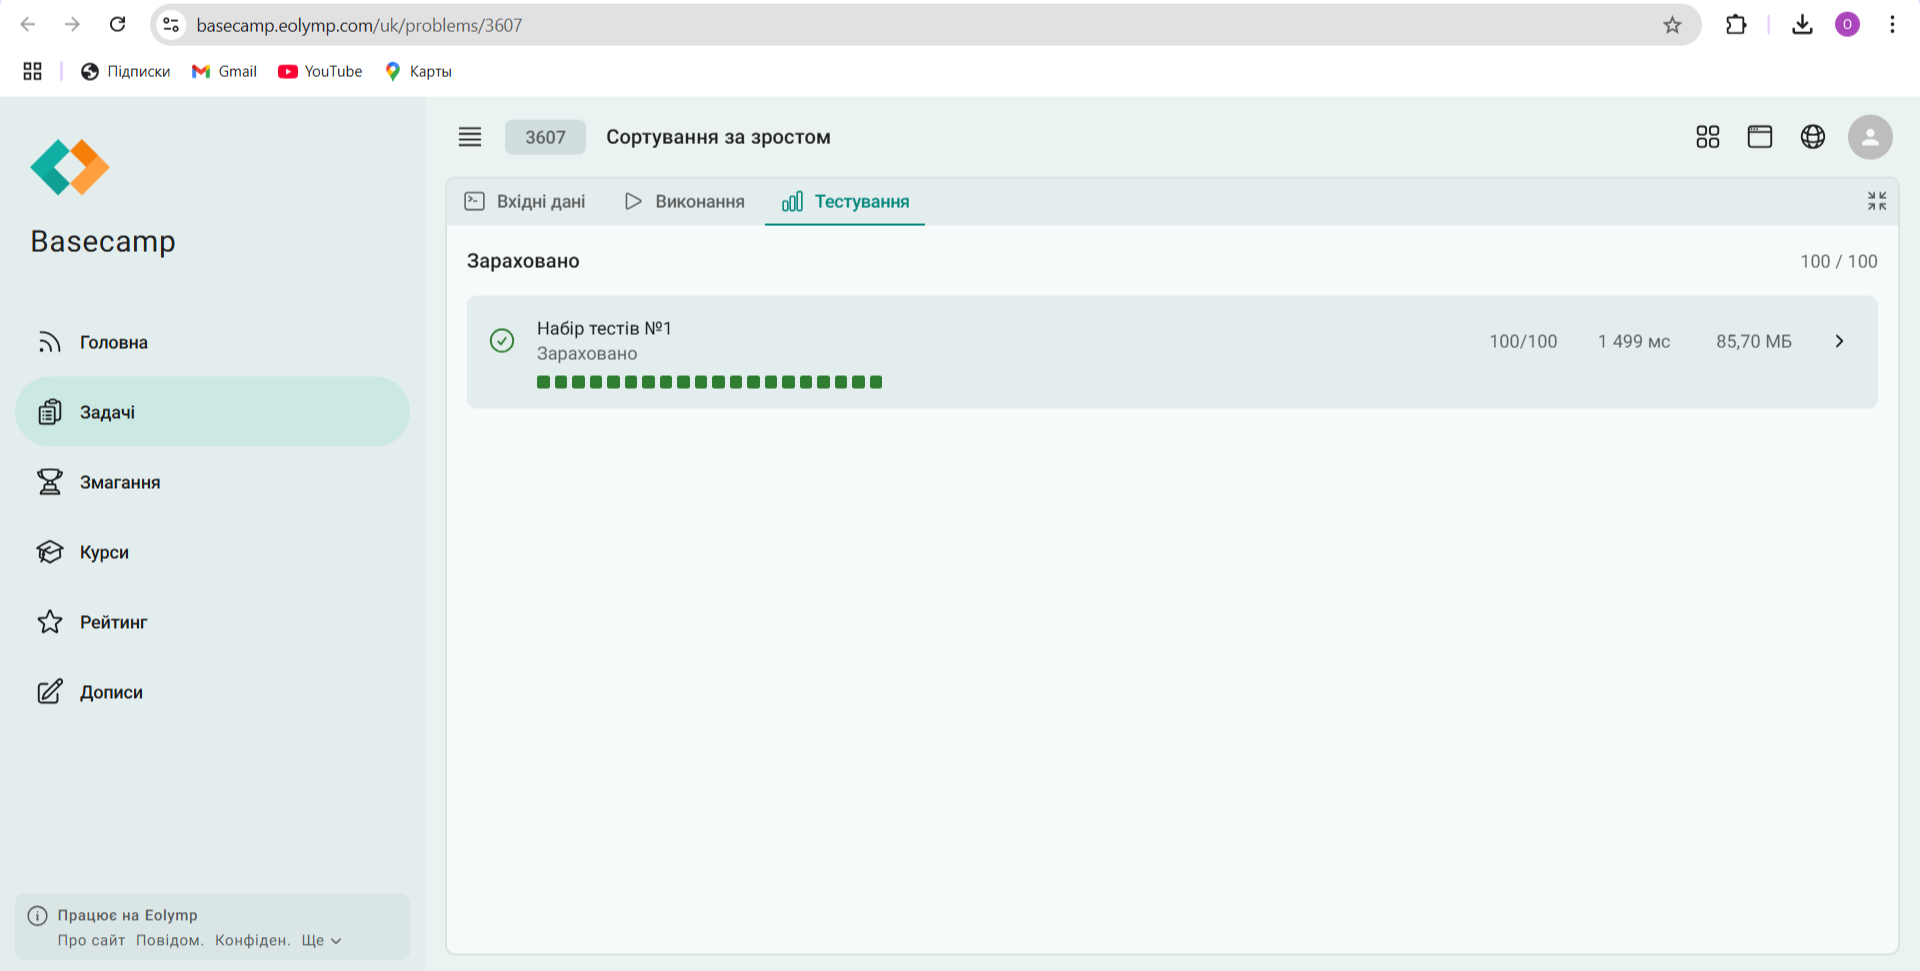 basecamp.eolymp.com/uk/problems/3607
O
Підписки
Gmail
YouTube
Карты
Basecamp
Головна
Задачі
Змагання
Курси
Рейтинг
Дописи
Працює на Eolymp
Про сайт Повідом. Конфіден. Ще
3607
Сортування за зростом
Вхідні дані
Виконання
Тестування
Зараховано
100 / 100
Набір тестів №1
Зараховано
100/100
1 499 мс
85,70 МБ